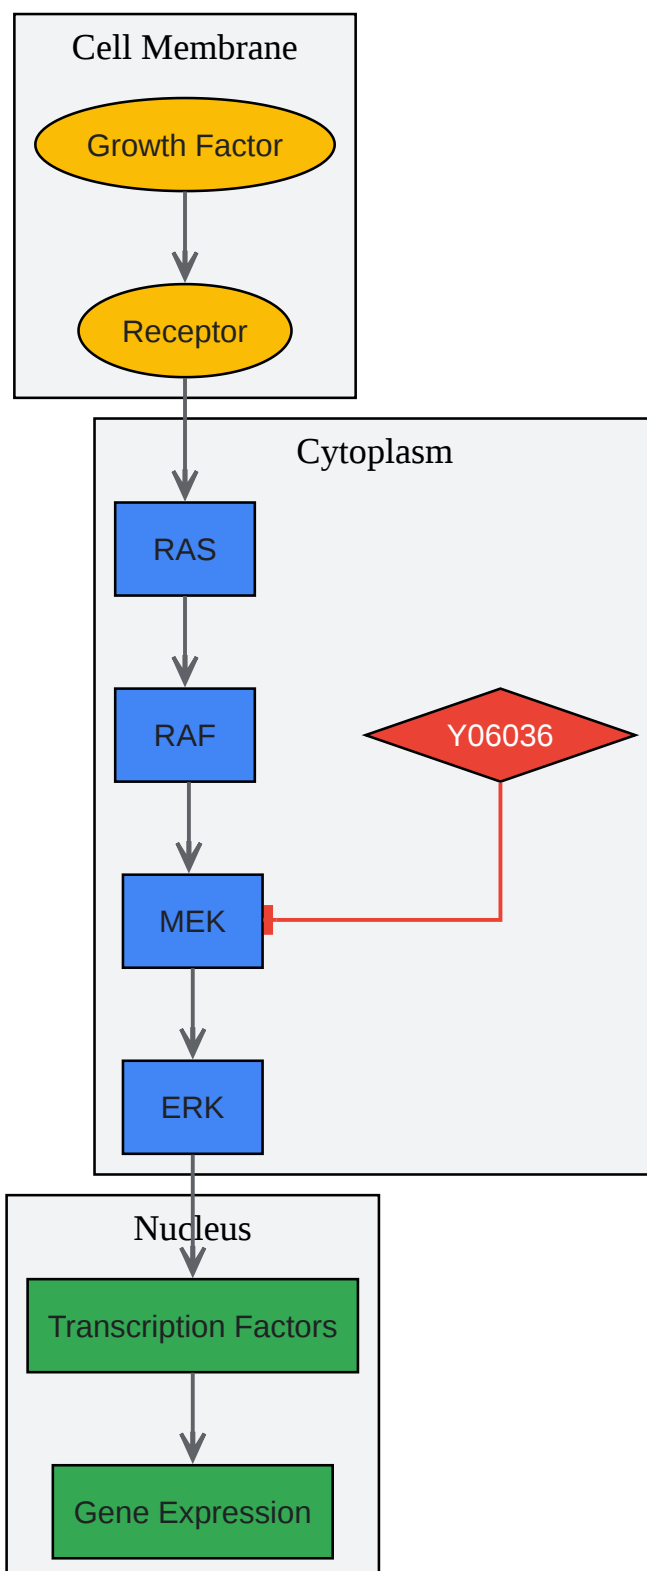 Cell Membrane
Growth Factor
Receptor
Cytoplasm
RAS
RAF
Y06036
MEK
ERK
Nucleus
Transcription Factors
Gene Expression